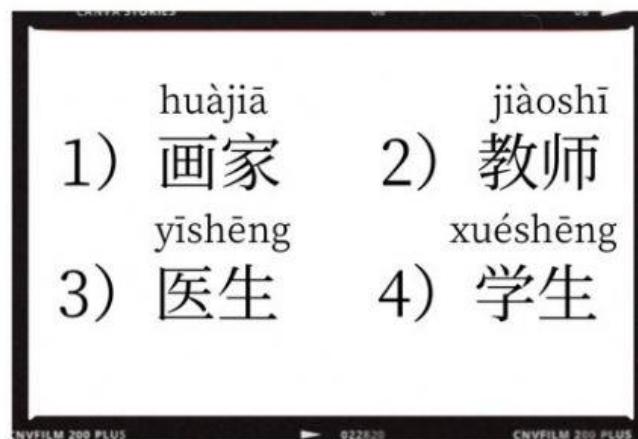 huàjiā jiàoshī
1）画家 2）教师
yīshēng xuéshēng
3）医生 4）学生
CNVFILM 200 PLUS 022820 CNVFILM 200 PLUS